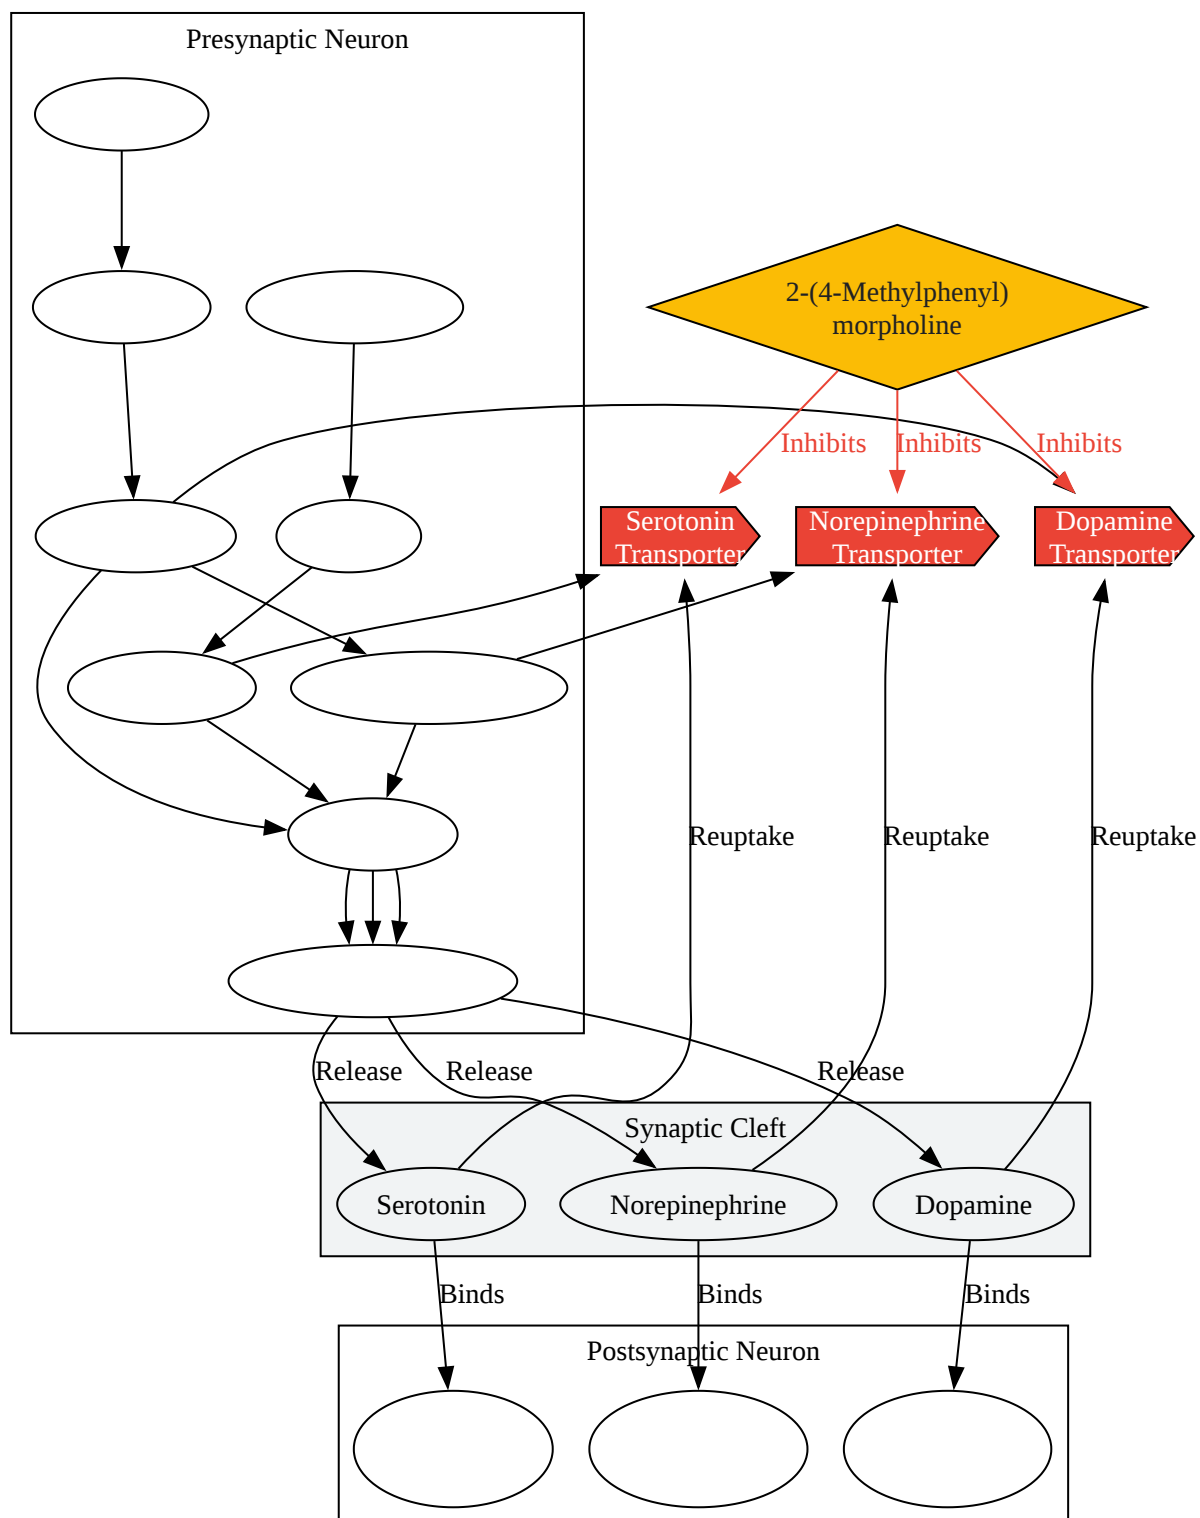 Presynaptic Neuron
2-(4-Methylphenyl)
morpholine
Inhibits
Inhibits
Inhibits
Serotonin
Transporter
Norepinephrine
Transporter
Dopamine
Transporter
Reuptake
Reuptake
Reuptake
Release
Release
Release
Synaptic Cleft
Serotonin
Norepinephrine
Dopamine
Binds
Binds
Binds
Postsynaptic Neuron